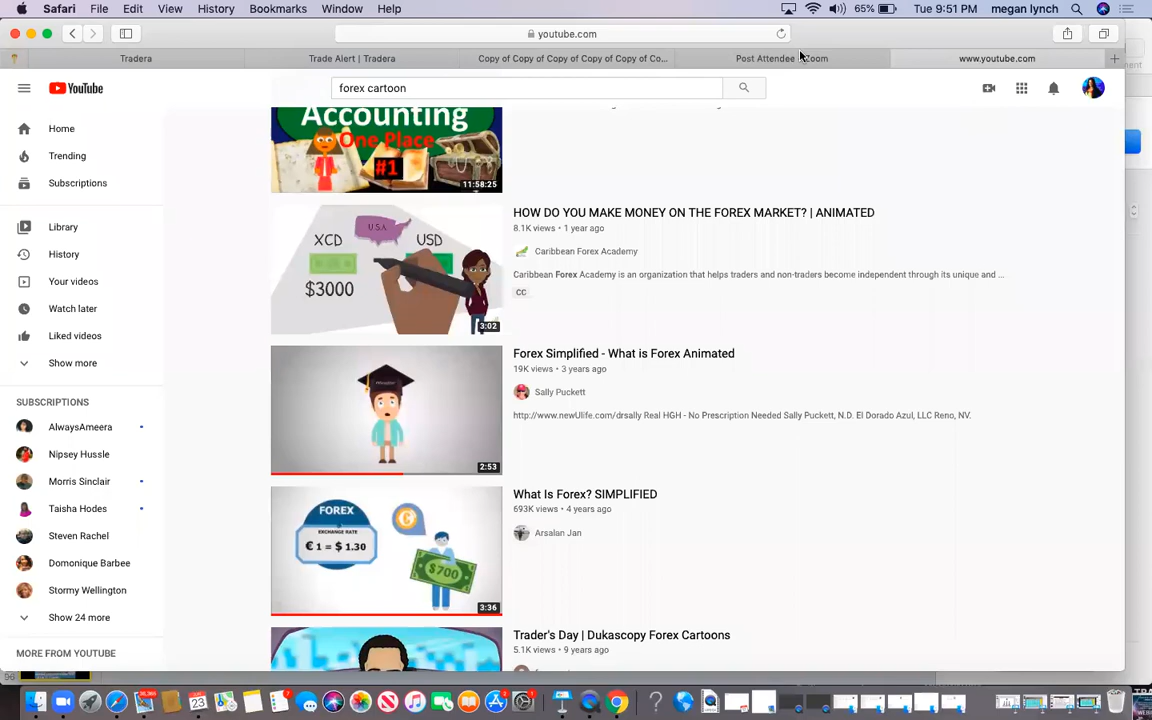 Safari File Edit View History Bookmarks Window Help 65% Tue 9:51 PM megan lynch
youtube.com
Tradera
Trade Alert | Tradera
Copy of Copy of Copy of Copy of Copy of Co...
Post Attendee Zoom
www.youtube.com
YouTube
forex cartoon
Home
Trending
Subscriptions
Library
History
Your videos
Watch later
Liked videos
Show more
SUBSCRIPTIONS
AlwaysAmeera
Nipsey Hussle
Morris Sinclair
Taisha Hodes
Steven Rachel
Domonique Barbee
Stormy Wellington
Show 24 more
MORE FROM YOUTUBE
Accounting
One Place
#1
11:58:25
XCD
U.S.A
USD
$3000
3:02
HOW DO YOU MAKE MONEY ON THE FOREX MARKET? | ANIMATED
8.1K views • 1 year ago
Caribbean Forex Academy
Caribbean Forex Academy is an organization that helps traders and non-traders become independent through its unique and ...
CC
2:53
Forex Simplified - What is Forex Animated
19K views • 3 years ago
Sally Puckett
http://www.newUlife.com/drsally Real HGH - No Prescription Needed Sally Puckett, N.D. El Dorado Azul, LLC Reno, NV.
FOREX
EXCHANGE RATE
€ 1 = $ 1.30
$700
3:36
What Is Forex? SIMPLIFIED
693K views • 4 years ago
Arsalan Jan
Trader's Day | Dukascopy Forex Cartoons
5.1K views • 9 years ago
23